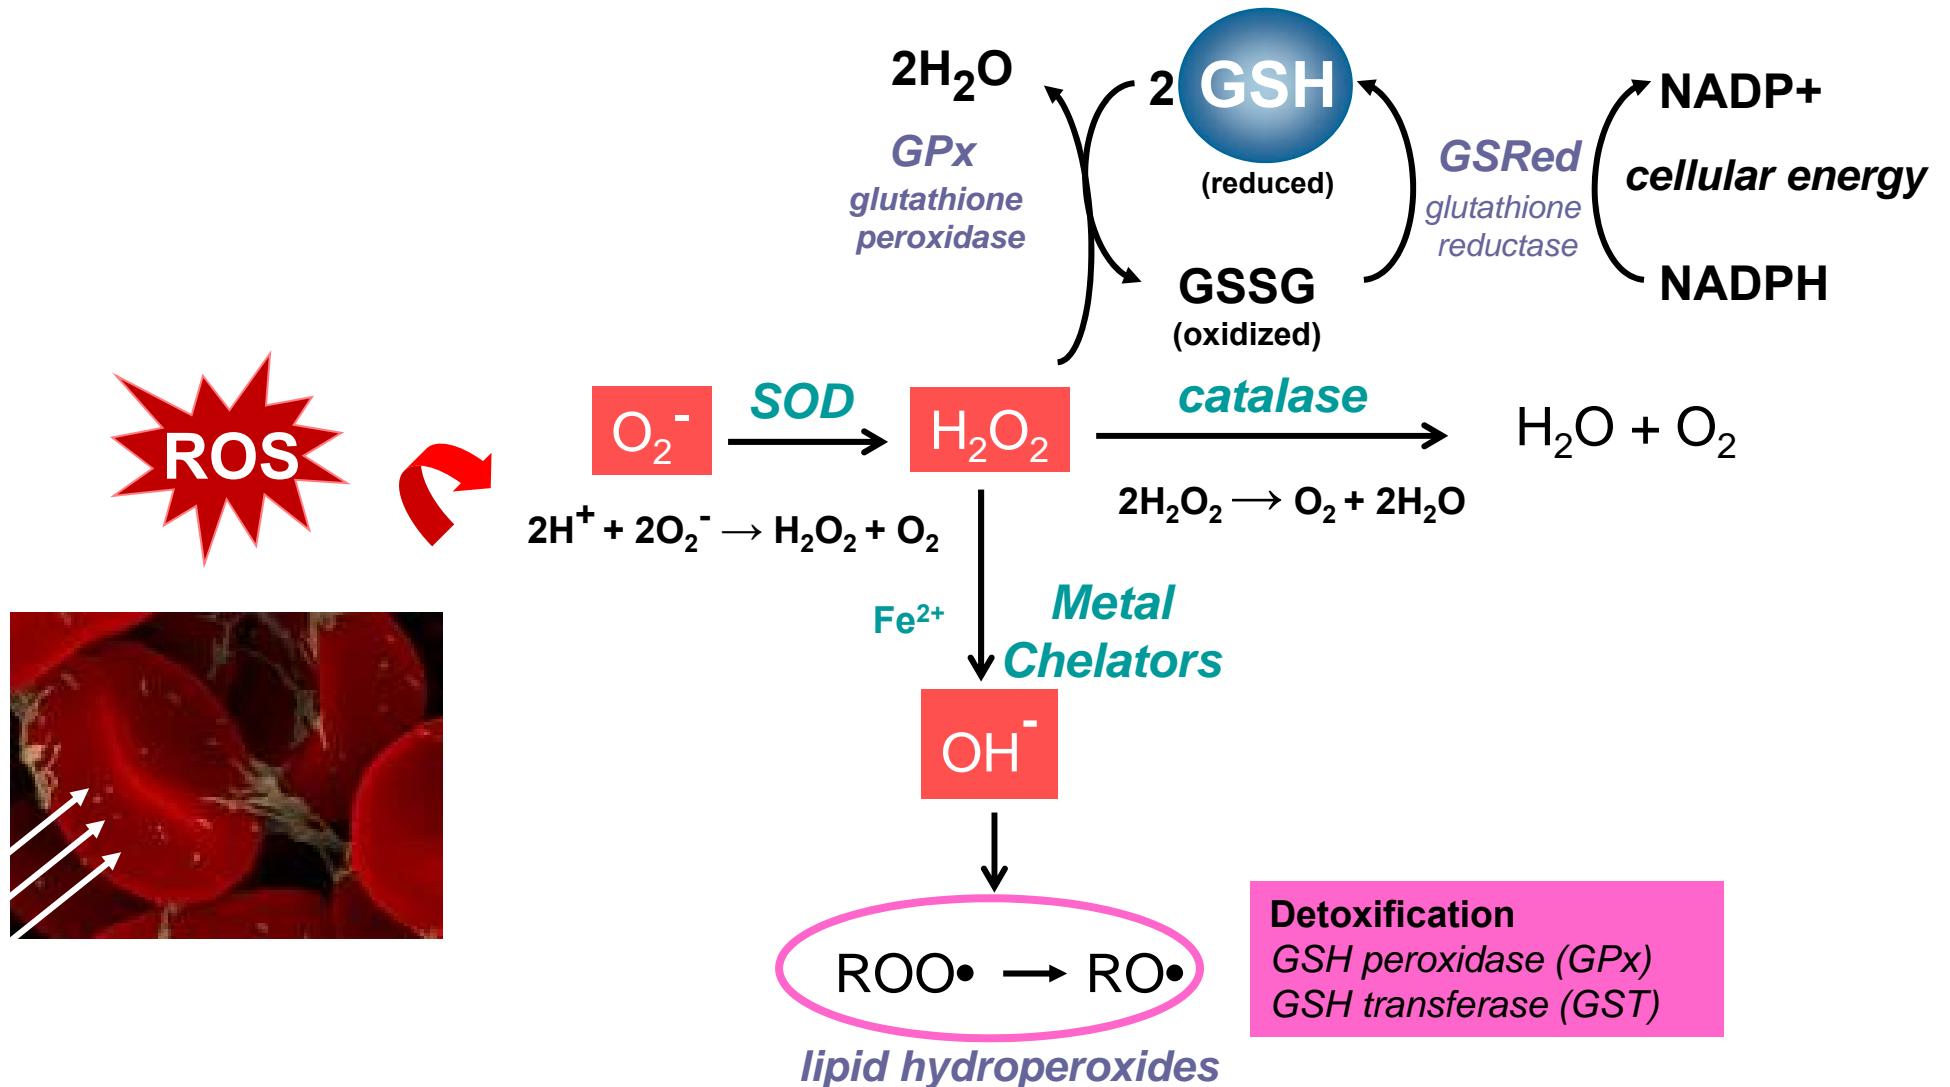 2H₂O
2 GSH
(reduced)
NADP+
GPx
glutathione
peroxidase
GSRed
glutathione
reductase
cellular energy
GSSG
(oxidized)
NADPH
ROS
O₂⁻
SOD
H₂O₂
catalase
H₂O + O₂
2H⁺ + 2O₂⁻ → H₂O₂ + O₂
2H₂O₂ → O₂ + 2H₂O
Fe²⁺
Metal
Chelators
OH⁻
ROO• → RO•
lipid hydroperoxides
Detoxification
GSH peroxidase (GPx)
GSH transferase (GST)